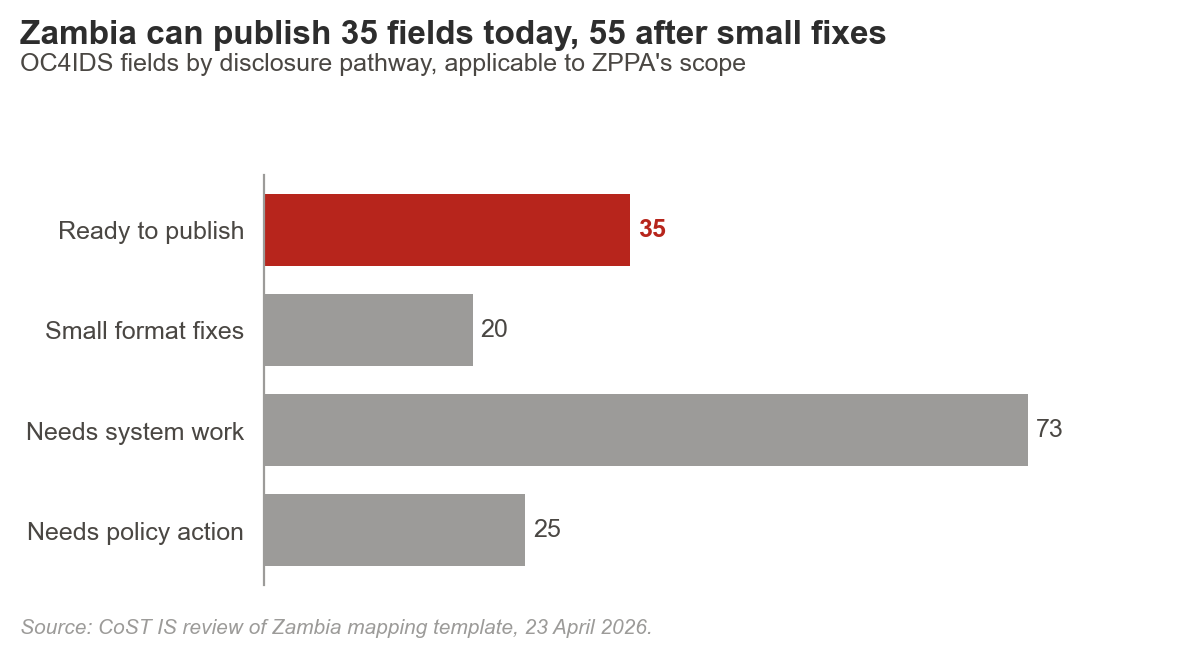 Zambia can publish 35 fields today, 55 after small fixes
OC4IDS fields by disclosure pathway, applicable to ZPPA's scope
Ready to publish 35
Small format fixes 20
Needs system work 73
Needs policy action 25
Source: CoST IS review of Zambia mapping template, 23 April 2026.